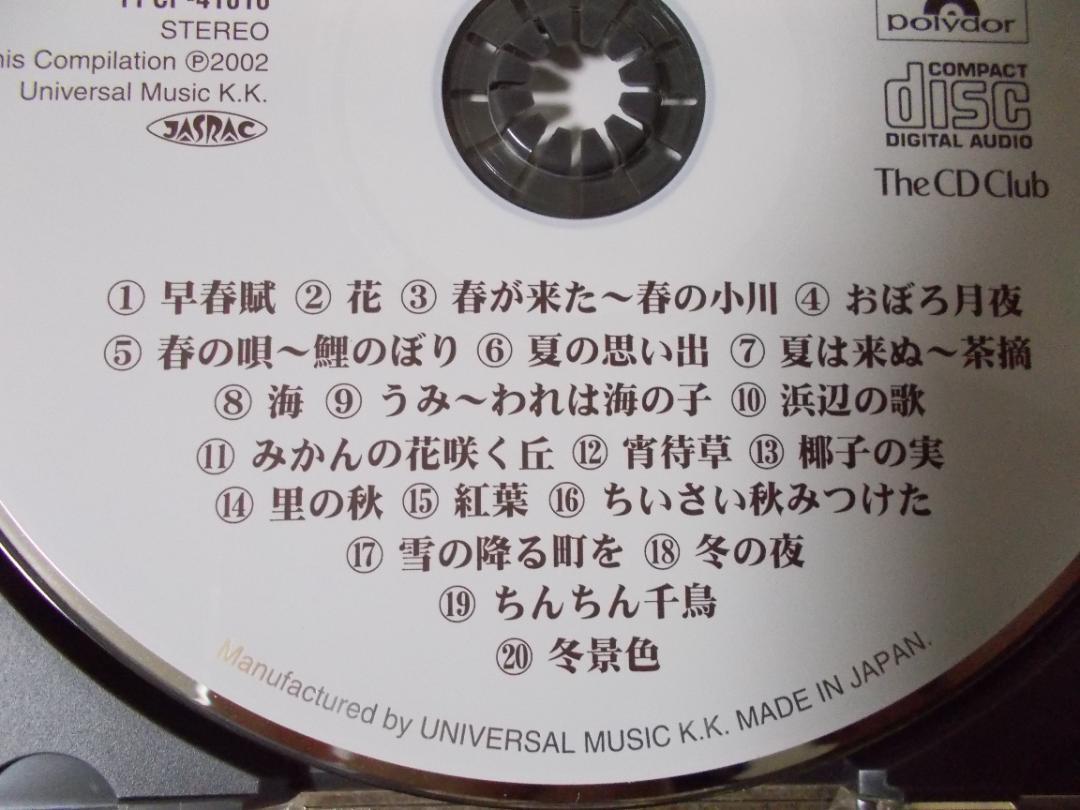 STEREO
his Compilation ℗2002
Universal Music K.K.
JASRAC
polydor
COMPACT
disc
DIGITAL AUDIO
The CD Club
① 早春賦 ② 花 ③ 春が来た～春の小川 ④ おぼろ月夜
⑤ 春の唄～鯉のぼり ⑥ 夏の思い出 ⑦ 夏は来ぬ～茶摘
⑧ 海 ⑨ うみ～われは海の子 ⑩ 浜辺の歌
⑪ みかんの花咲く丘 ⑫ 宵待草 ⑬ 椰子の実
⑭ 里の秋 ⑮ 紅葉 ⑯ ちいさい秋みつけた
⑰ 雪の降る町を ⑱ 冬の夜
⑲ ちんちん千鳥
⑳ 冬景色
Manufactured by UNIVERSAL MUSIC K.K. MADE IN JAPAN.